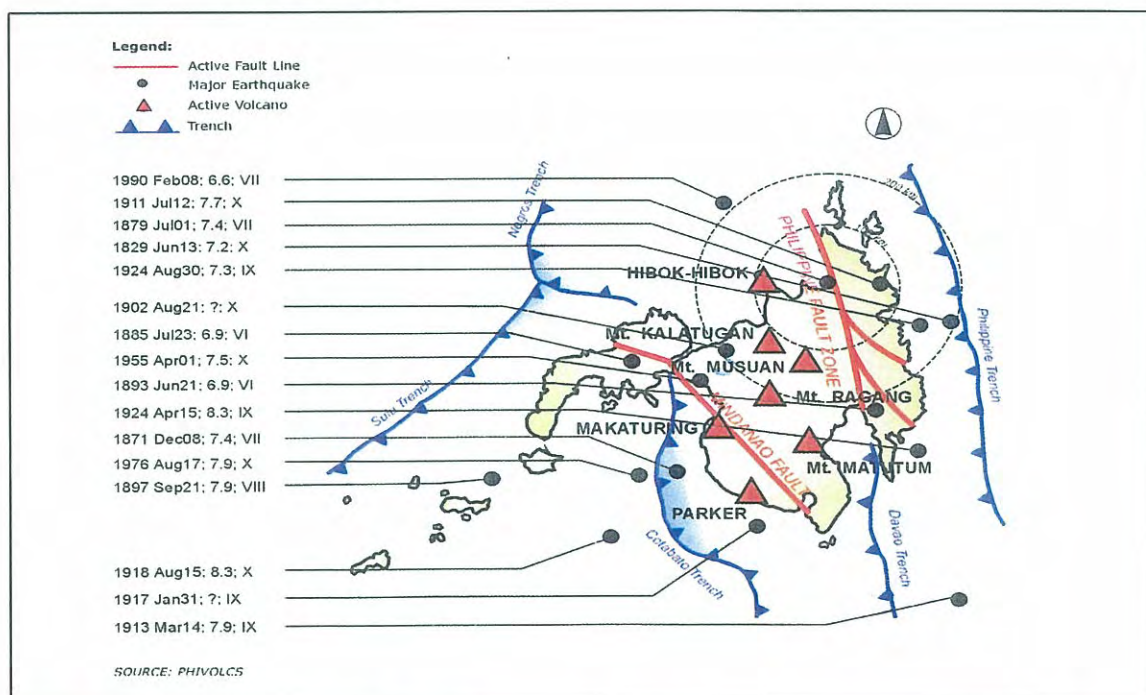 Legend:
Active Fault Line
Major Earthquake
Active Volcano
Trench
1990 Feb08; 6.6; VII
1911 Jul12; 7.7; X
1879 Jul01; 7.4; VII
1829 Jun13; 7.2; X
1924 Aug30; 7.3; IX
1902 Aug21; ?; X
1885 Jul23; 6.9; VI
1955 Apr01; 7.5; X
1893 Jun21; 6.9; VI
1924 Apr15; 8.3; IX
1871 Dec08; 7.4; VII
1976 Aug17; 7.9; X
1897 Sep21; 7.9; VIII
1918 Aug15; 8.3; X
1917 Jan31; ?; IX
1913 Mar14; 7.9; IX
Negros Trench
Sulu Trench
HIBOK-HIBOK
PHILIPPINE FAULT ZONE
Philippine Trench
Mt. KALATUGAN
Mt. MUSUAN
Mt. RAGANG
MAKATURING
MINDANAO FAULT
Mt. MATUTUM
PARKER
Cotabato Trench
Davao Trench
SOURCE: PHIVOLCS